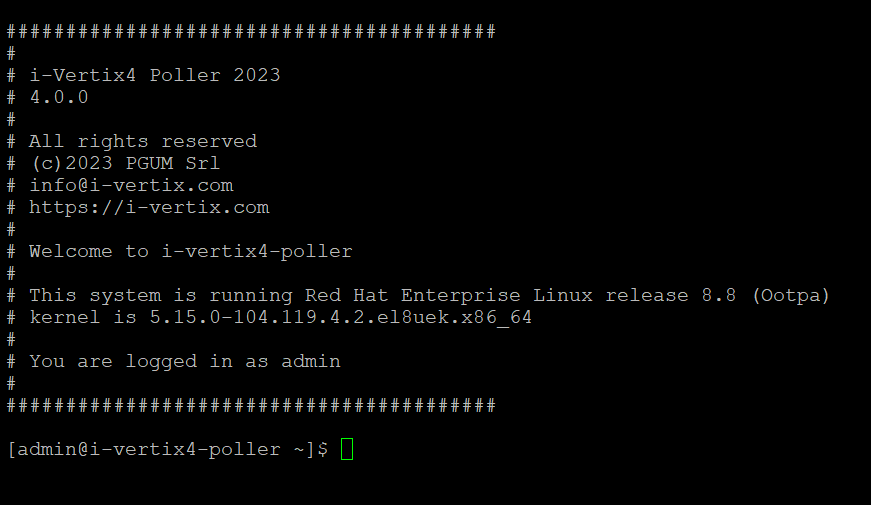 #########################################
#
# i-Vertix4 Poller 2023
# 4.0.0
#
# All rights reserved
# (c)2023 PGUM Srl
# info@i-vertix.com
# https://i-vertix.com
#
# Welcome to i-vertix4-poller
#
# This system is running Red Hat Enterprise Linux release 8.8 (Ootpa)
# kernel is 5.15.0-104.119.4.2.el8uek.x86_64
#
# You are logged in as admin
#
#########################################
[admin@i-vertix4-poller ~]$